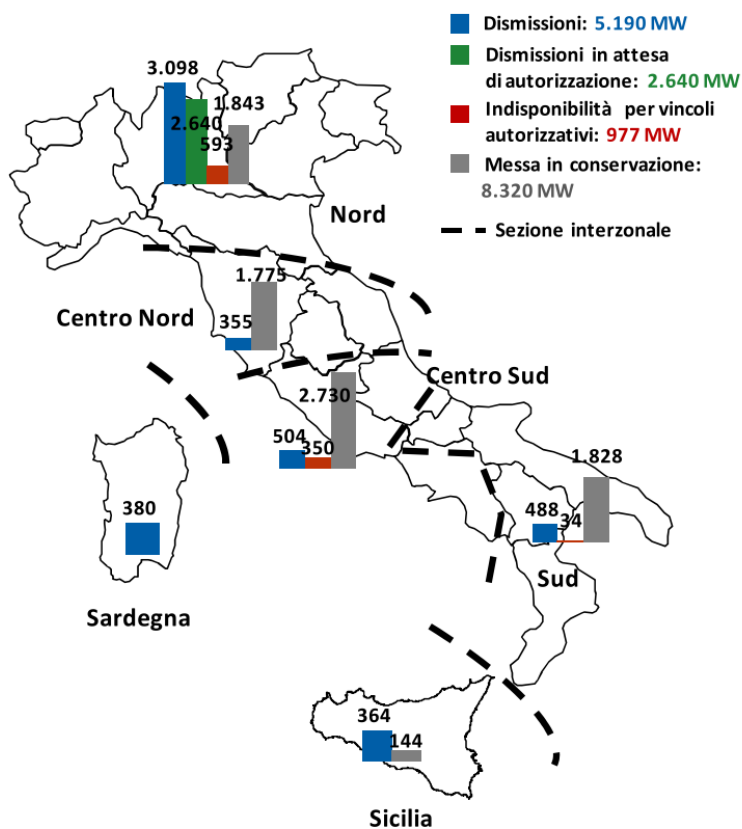 Dismissioni: 5.190 MW
Dismissioni in attesa
di autorizzazione: 2.640 MW
Indisponibilità per vincoli
autorizzativi: 977 MW
Messa in conservazione:
8.320 MW
Sezione interzonale
3.098
2.640
593
1.843
Nord
1.775
355
Centro Nord
Centro Sud
2.730
504
350
380
Sardegna
1.828
488
34
Sud
364
144
Sicilia